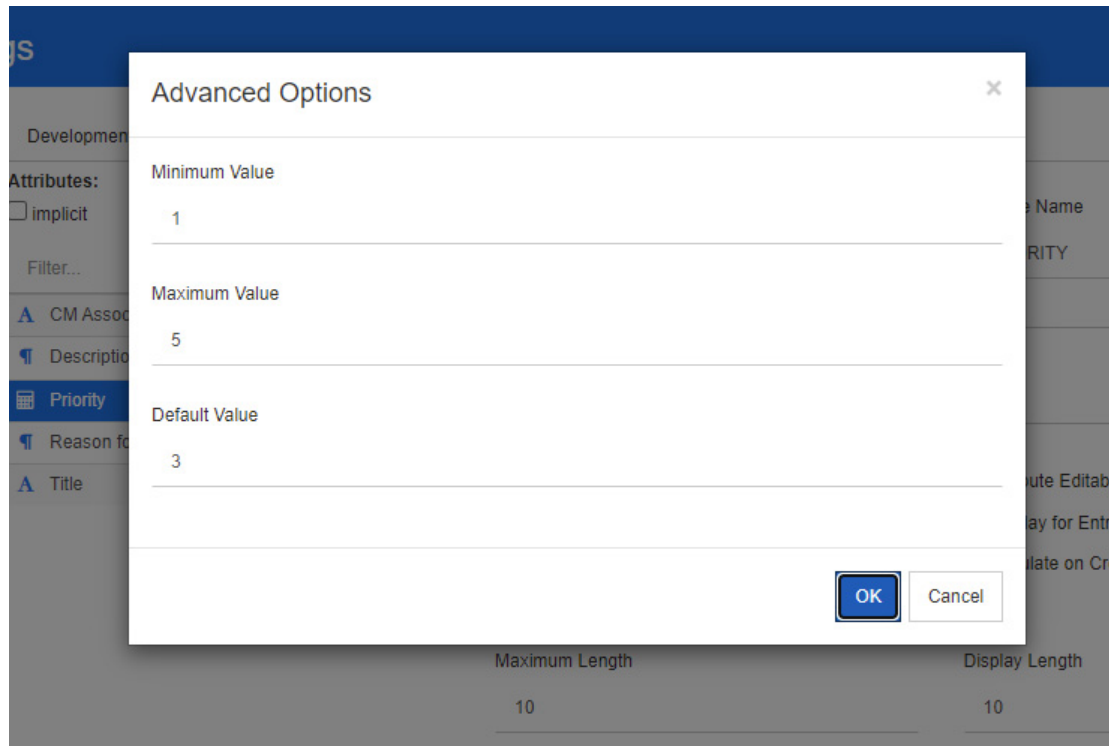 gs
Advanced Options
×
Developmen
Minimum Value
Attributes:
implicit
1
e Name
Filter...
RITY
Maximum Value
CM Assoc
5
Descriptio
Priority
Default Value
Reason fo
3
Title
ute Editab
lay for Entr
ulate on Cr
OK
Cancel
Maximum Length
Display Length
10
10